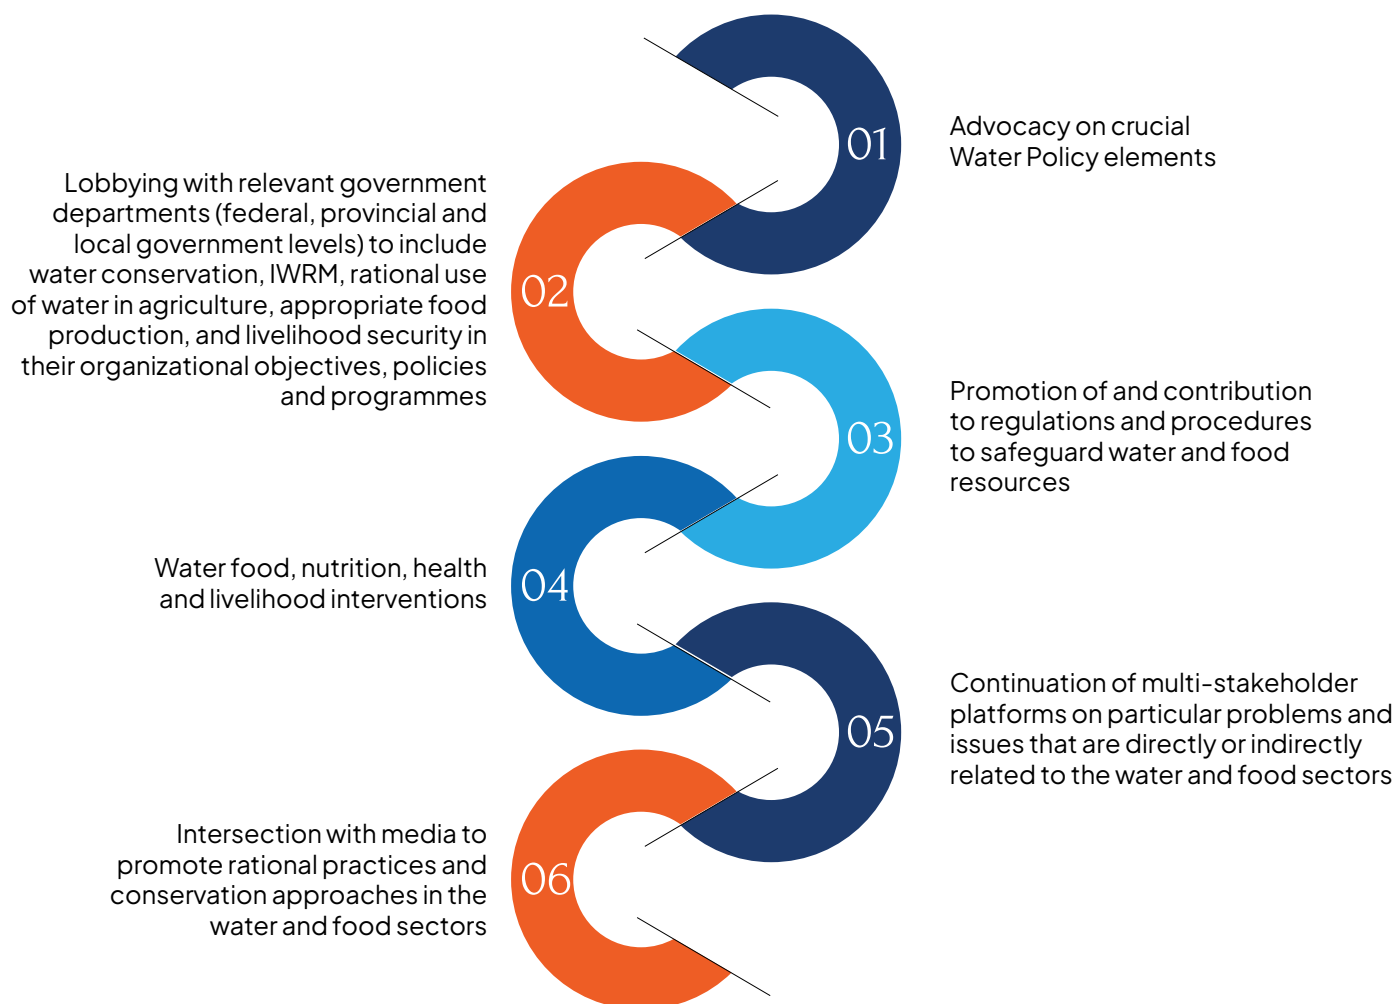 01
Advocacy on crucial
Water Policy elements
Lobbying with relevant government
departments (federal, provincial and
local government levels) to include
water conservation, IWRM, rational use
of water in agriculture, appropriate food
production, and livelihood security in
their organizational objectives, policies
and programmes
02
03
Promotion of and contribution
to regulations and procedures
to safeguard water and food
resources
Water food, nutrition, health
and livelihood interventions
04
05
Continuation of multi-stakeholder
platforms on particular problems and
issues that are directly or indirectly
related to the water and food sectors
Intersection with media to
promote rational practices and
conservation approaches in the
water and food sectors
06